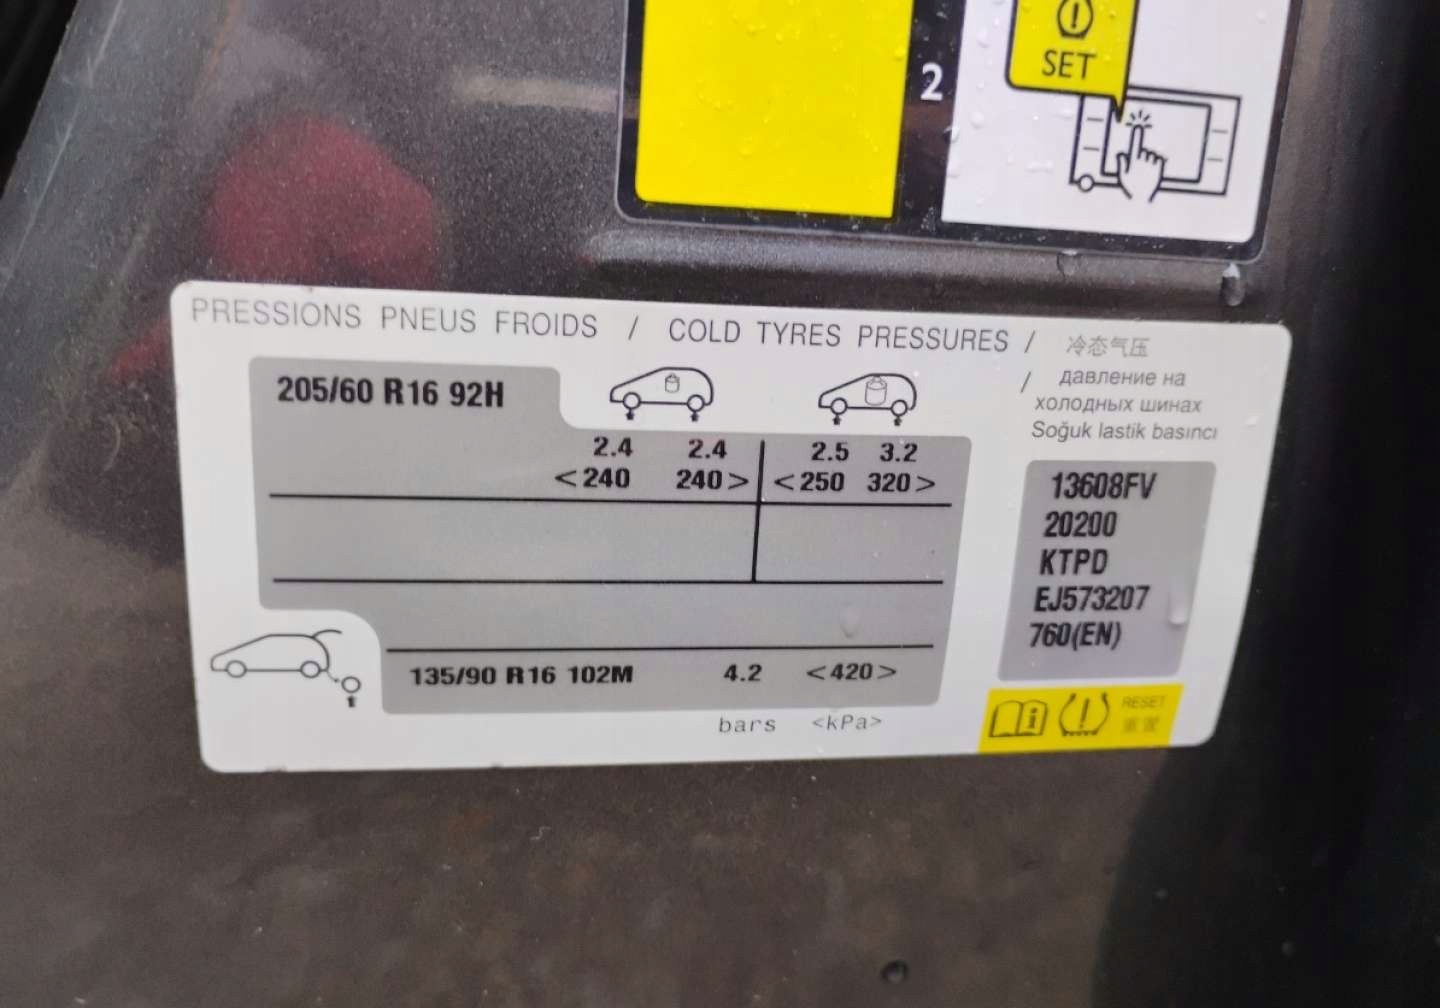 2
SET
PRESSIONS PNEUS FROIDS / COLD TYRES PRESSURES /
冷态气压
/ давление на
холодных шинах
Soğuk lastik basıncı
205/60 R16 92H
2.4 2.4 2.5 3.2
<240 240> <250 320>
135/90 R16 102M 4.2 <420>
bars <kPa>
13608FV
20200
KTPD
EJ573207
760(EN)
RESET